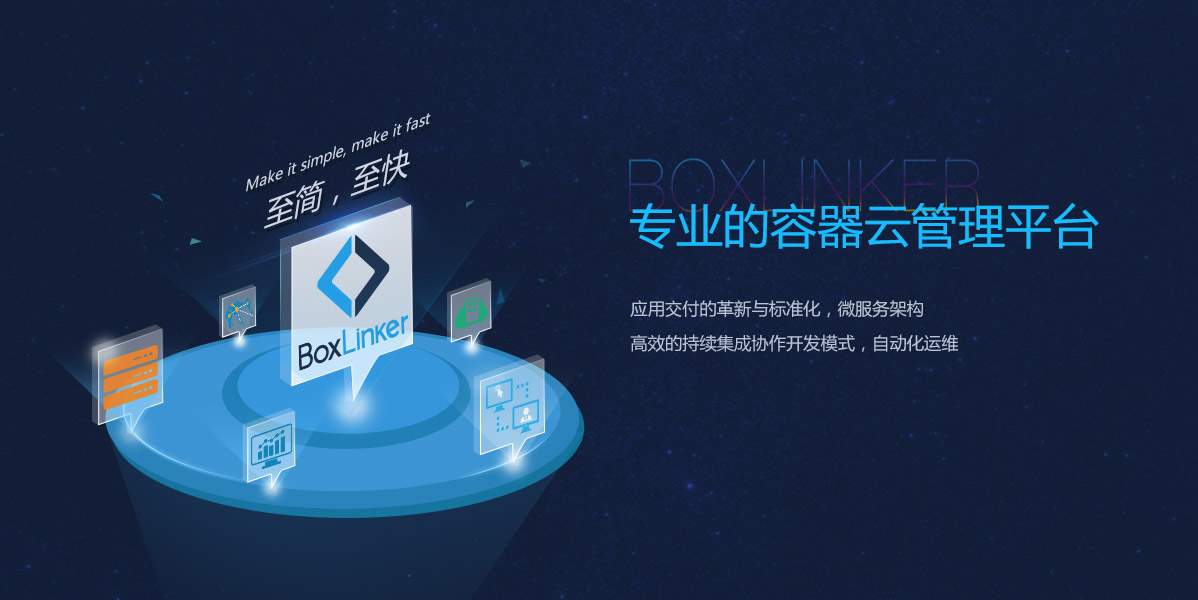 Make it simple, make it fast
至简，至快
BoxLinker
BOXLINKER
专业的容器云管理平台
应用交付的革新与标准化，微服务架构
高效的持续集成协作开发模式，自动化运维